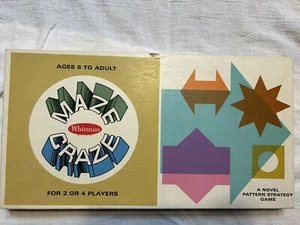 AGES 8 TO ADULT
MAZE
Whitman
CRAZE
FOR 2 OR 4 PLAYERS
A NOVEL
PATTERN STRATEGY
GAME